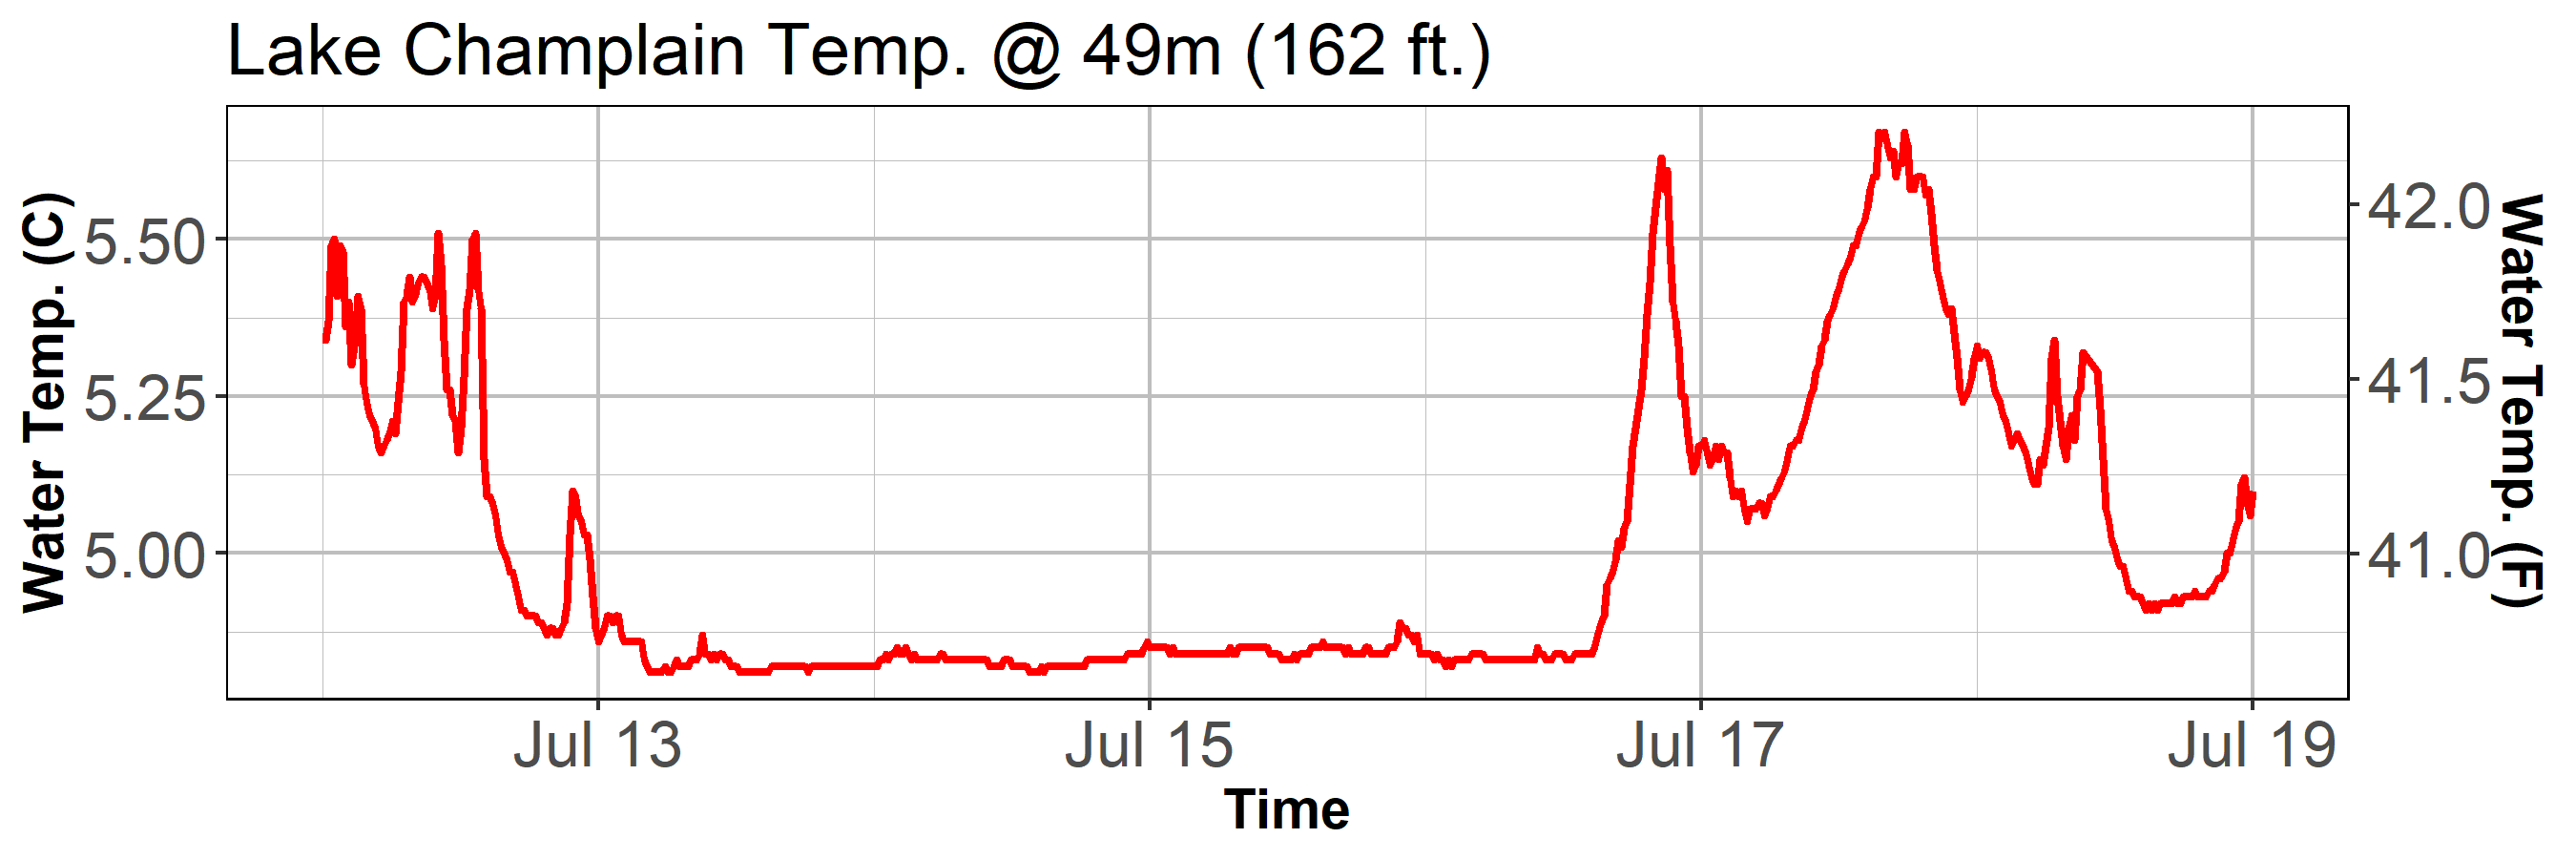 Lake Champlain Temp. @ 49m (162 ft.)
Water Temp. (C)
5.50
5.25
5.00
42.0
41.5
41.0
Water Temp. (F)
Jul 13
Jul 15
Jul 17
Jul 19
Time